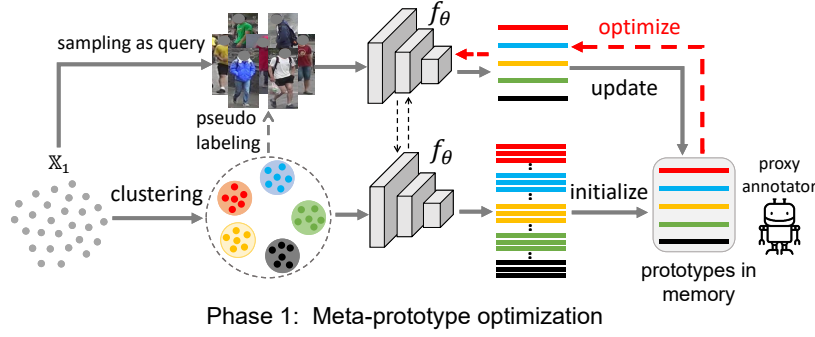 sampling as query
f_θ
optimize
update
pseudo
labeling
𝕏₁
clustering
f_θ
initialize
proxy
annotator
prototypes in
memory
Phase 1: Meta-prototype optimization